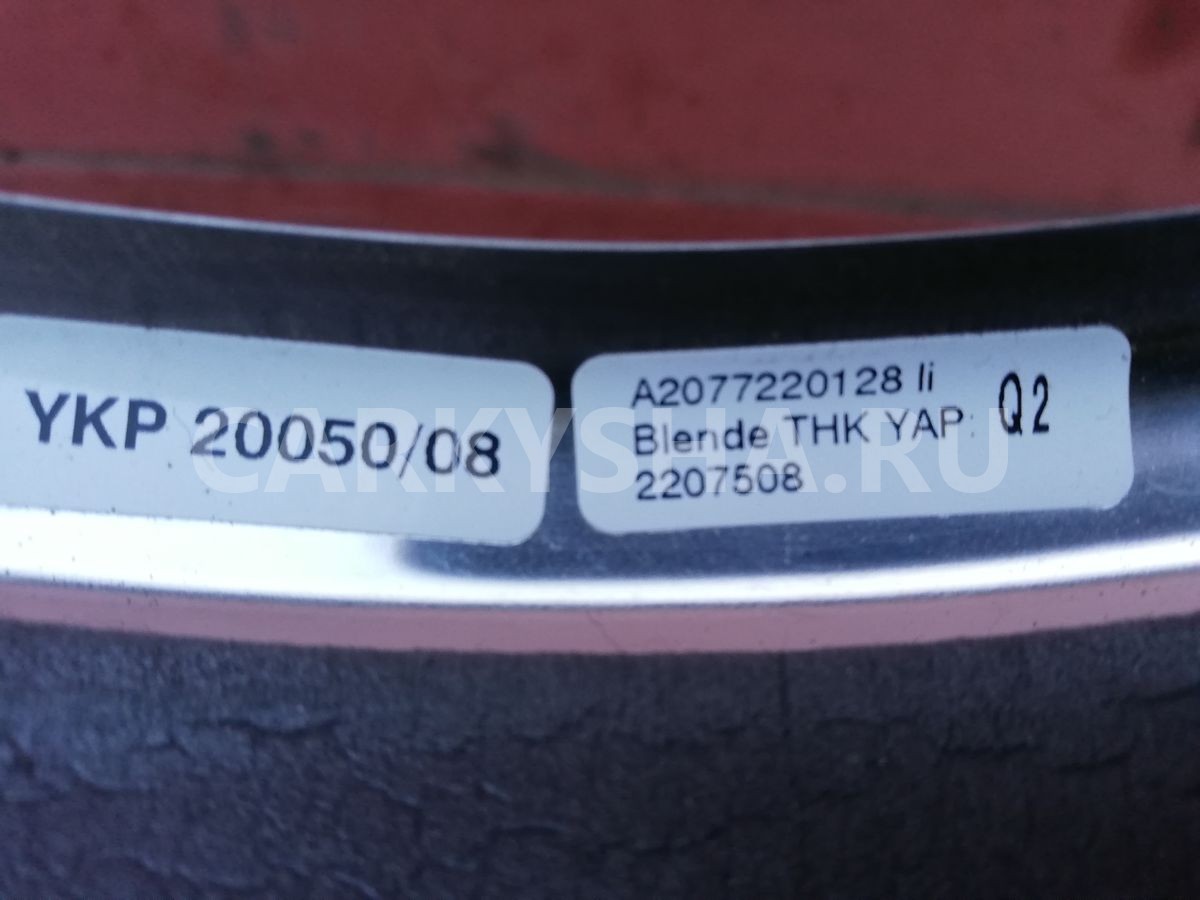 YKP 20050/08
A2077220128 li
Blende THK YAP: Q2
2207508
CARKYSHA.RU